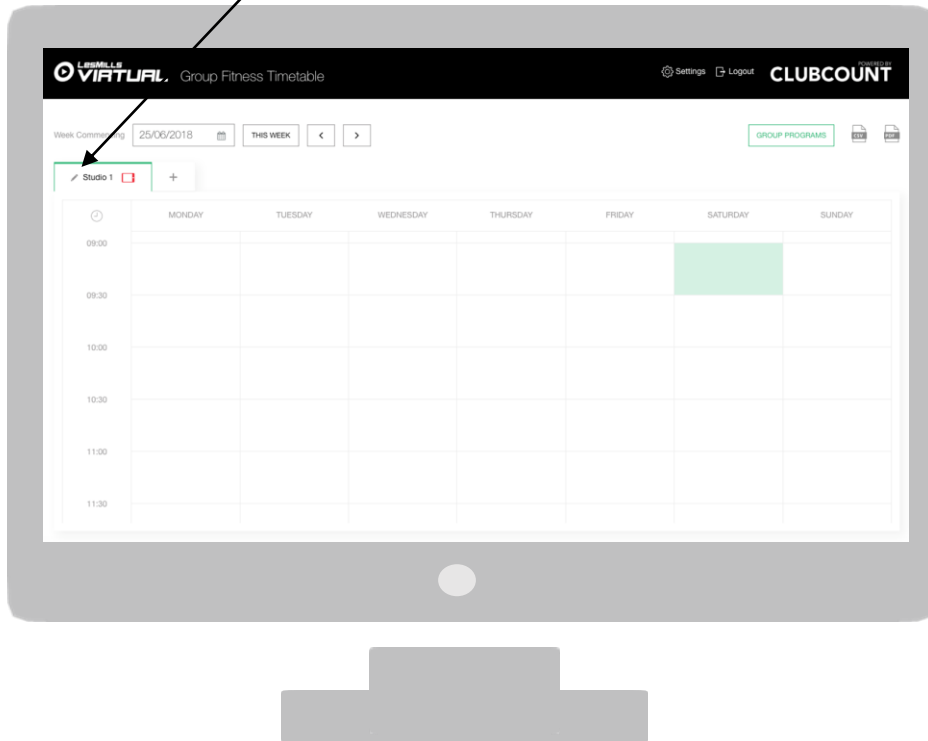 LESMILLS
VIRTUAL. Group Fitness Timetable
Settings Logout
POWERED BY
CLUBCOUNT
Week Commencing 25/06/2018 THIS WEEK < >
GROUP PROGRAMS CSV PDF
Studio 1 +
MONDAY TUESDAY WEDNESDAY THURSDAY FRIDAY SATURDAY SUNDAY
09:00
09:30
10:00
10:30
11:00
11:30